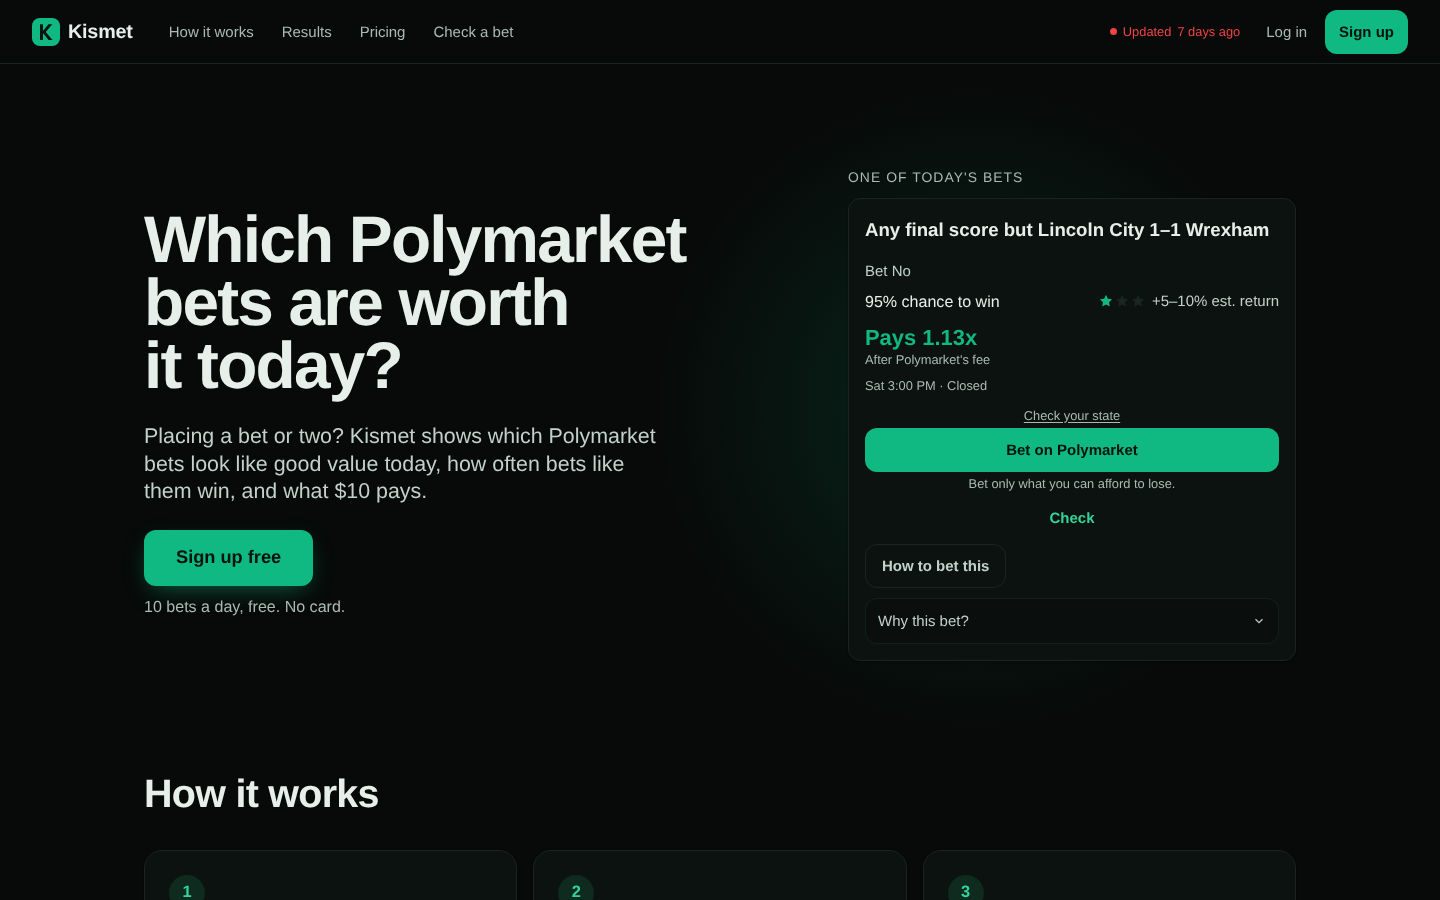 Kismet
How it works
Results
Pricing
Check a bet
Updated 7 days ago
Log in
Sign up
Which Polymarket
bets are worth
it today?
Placing a bet or two? Kismet shows which Polymarket
bets look like good value today, how often bets like
them win, and what $10 pays.
Sign up free
10 bets a day, free. No card.
ONE OF TODAY'S BETS
Any final score but Lincoln City 1–1 Wrexham
Bet No
95% chance to win
+5–10% est. return
Pays 1.13x
After Polymarket's fee
Sat 3:00 PM · Closed
Check your state
Bet on Polymarket
Bet only what you can afford to lose.
Check
How to bet this
Why this bet?
How it works
1
2
3